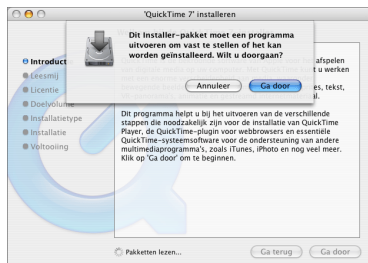 'QuickTime 7' installeren
Dit Installer-pakket moet een programma
uitvoeren om vast te stellen of het kan
worden geïnstalleerd. Wilt u doorgaan?
Annuleer
Ga door
Introduct
Leesmij
Licentie
Doelvolume
Installatietype
Installatie
Voltooiing
afspelen
u werken
es, tekst,
Dit programma helpt u bij het uitvoeren van de verschillende
stappen die noodzakelijk zijn voor de installatie van QuickTime
Player, de QuickTime-plugin voor webbrowsers en essentiële
QuickTime-systeemsoftware voor de ondersteuning van andere
multimediaprogramma's, zoals iTunes, iPhoto en nog veel meer.
Klik op 'Ga door' om te beginnen.
Pakketten lezen...
Ga terug
Ga door